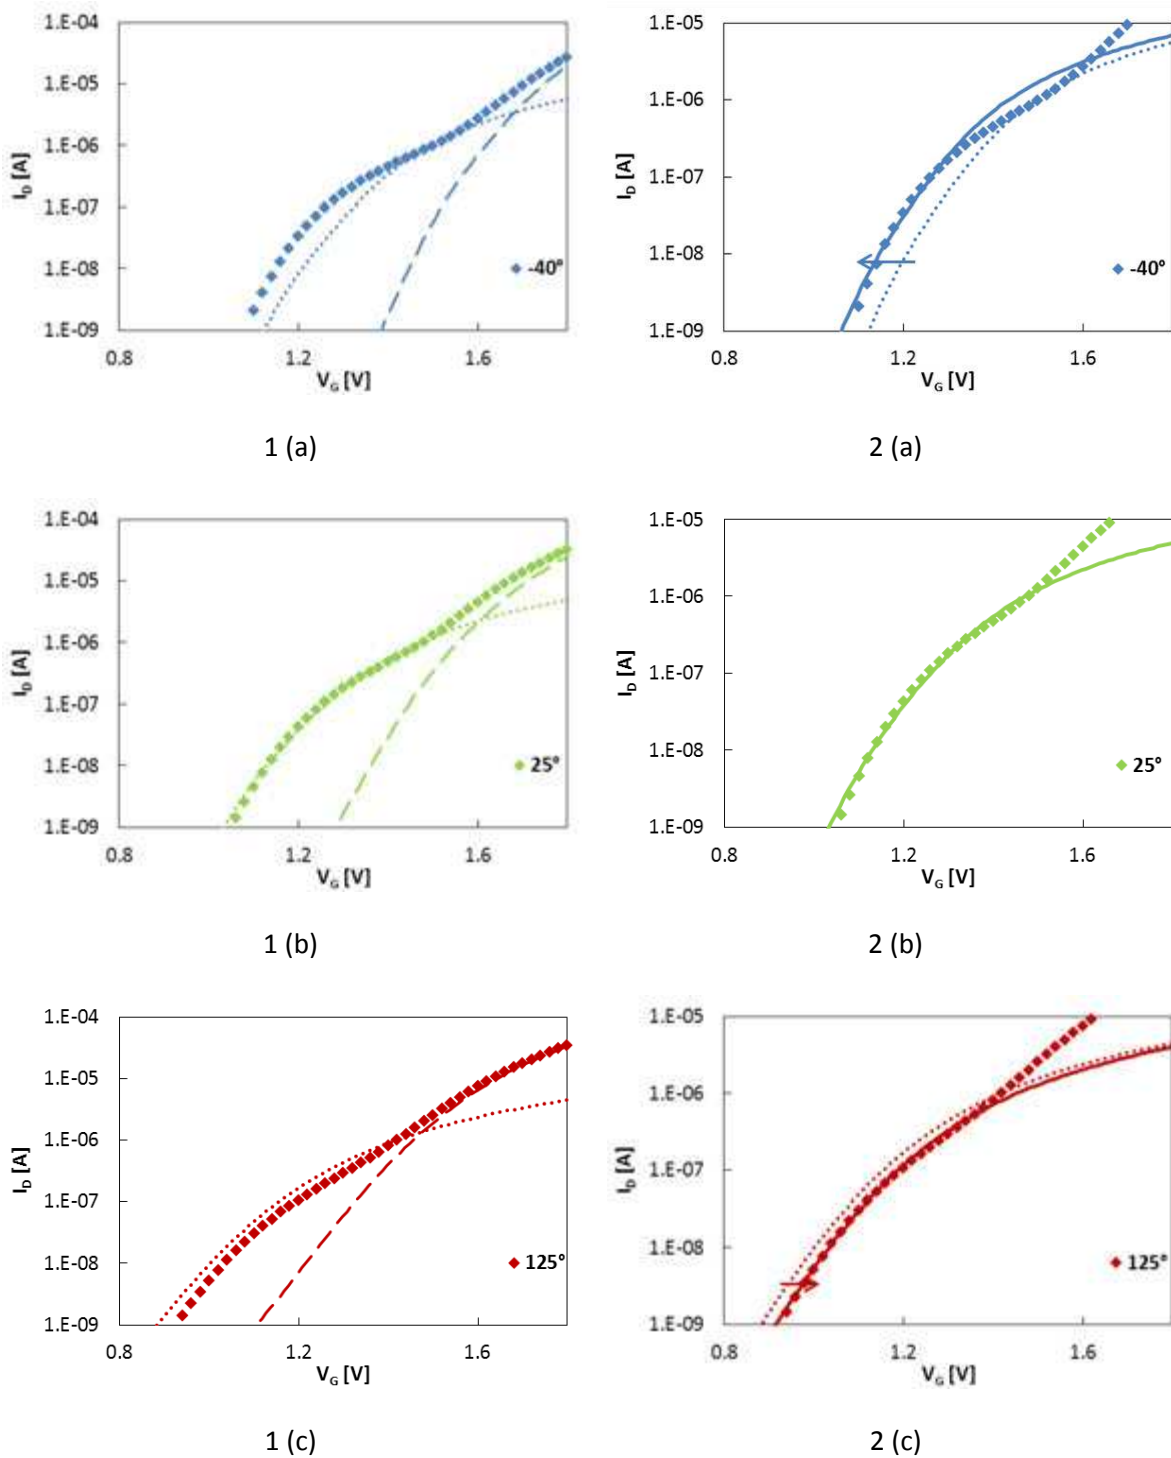 1.E-04
1.E-05
1.E-06
1.E-07
1.E-08
1.E-09
I_D [A]
0.8 1.2 1.6
V_G [V]
-40°
1 (a)
1.E-05
1.E-06
1.E-07
1.E-08
1.E-09
I_D [A]
0.8 1.2 1.6
V_G [V]
-40°
2 (a)
1.E-04
1.E-05
1.E-06
1.E-07
1.E-08
1.E-09
I_D [A]
0.8 1.2 1.6
V_G [V]
25°
1 (b)
1.E-05
1.E-06
1.E-07
1.E-08
1.E-09
I_D [A]
0.8 1.2 1.6
V_G [V]
25°
2 (b)
1.E-04
1.E-05
1.E-06
1.E-07
1.E-08
1.E-09
I_D [A]
0.8 1.2 1.6
V_G [V]
125°
1 (c)
1.E-05
1.E-06
1.E-07
1.E-08
1.E-09
I_D [A]
0.8 1.2 1.6
V_G [V]
125°
2 (c)